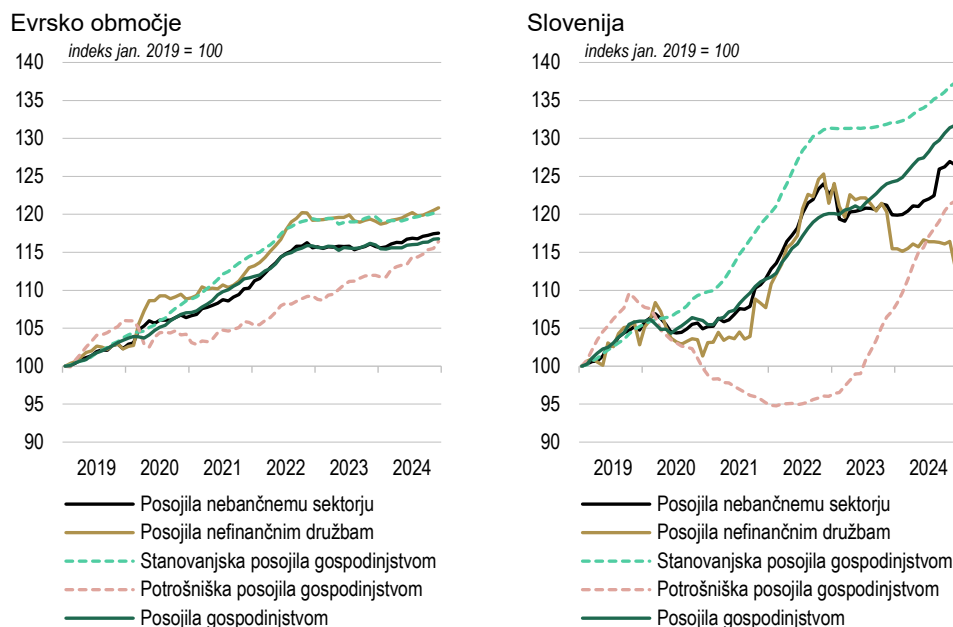 Evrsko območje
indeks jan. 2019 = 100
140
135
130
125
120
115
110
105
100
95
90
2019 2020 2021 2022 2023 2024
Posojila nebančnemu sektorju
Posojila nefinančnim družbam
Stanovanjska posojila gospodinjstvom
Potrošniška posojila gospodinjstvom
Posojila gospodinjstvom
Slovenija
indeks jan. 2019 = 100
140
135
130
125
120
115
110
105
100
95
90
2019 2020 2021 2022 2023 2024
Posojila nebančnemu sektorju
Posojila nefinančnim družbam
Stanovanjska posojila gospodinjstvom
Potrošniška posojila gospodinjstvom
Posojila gospodinjstvom